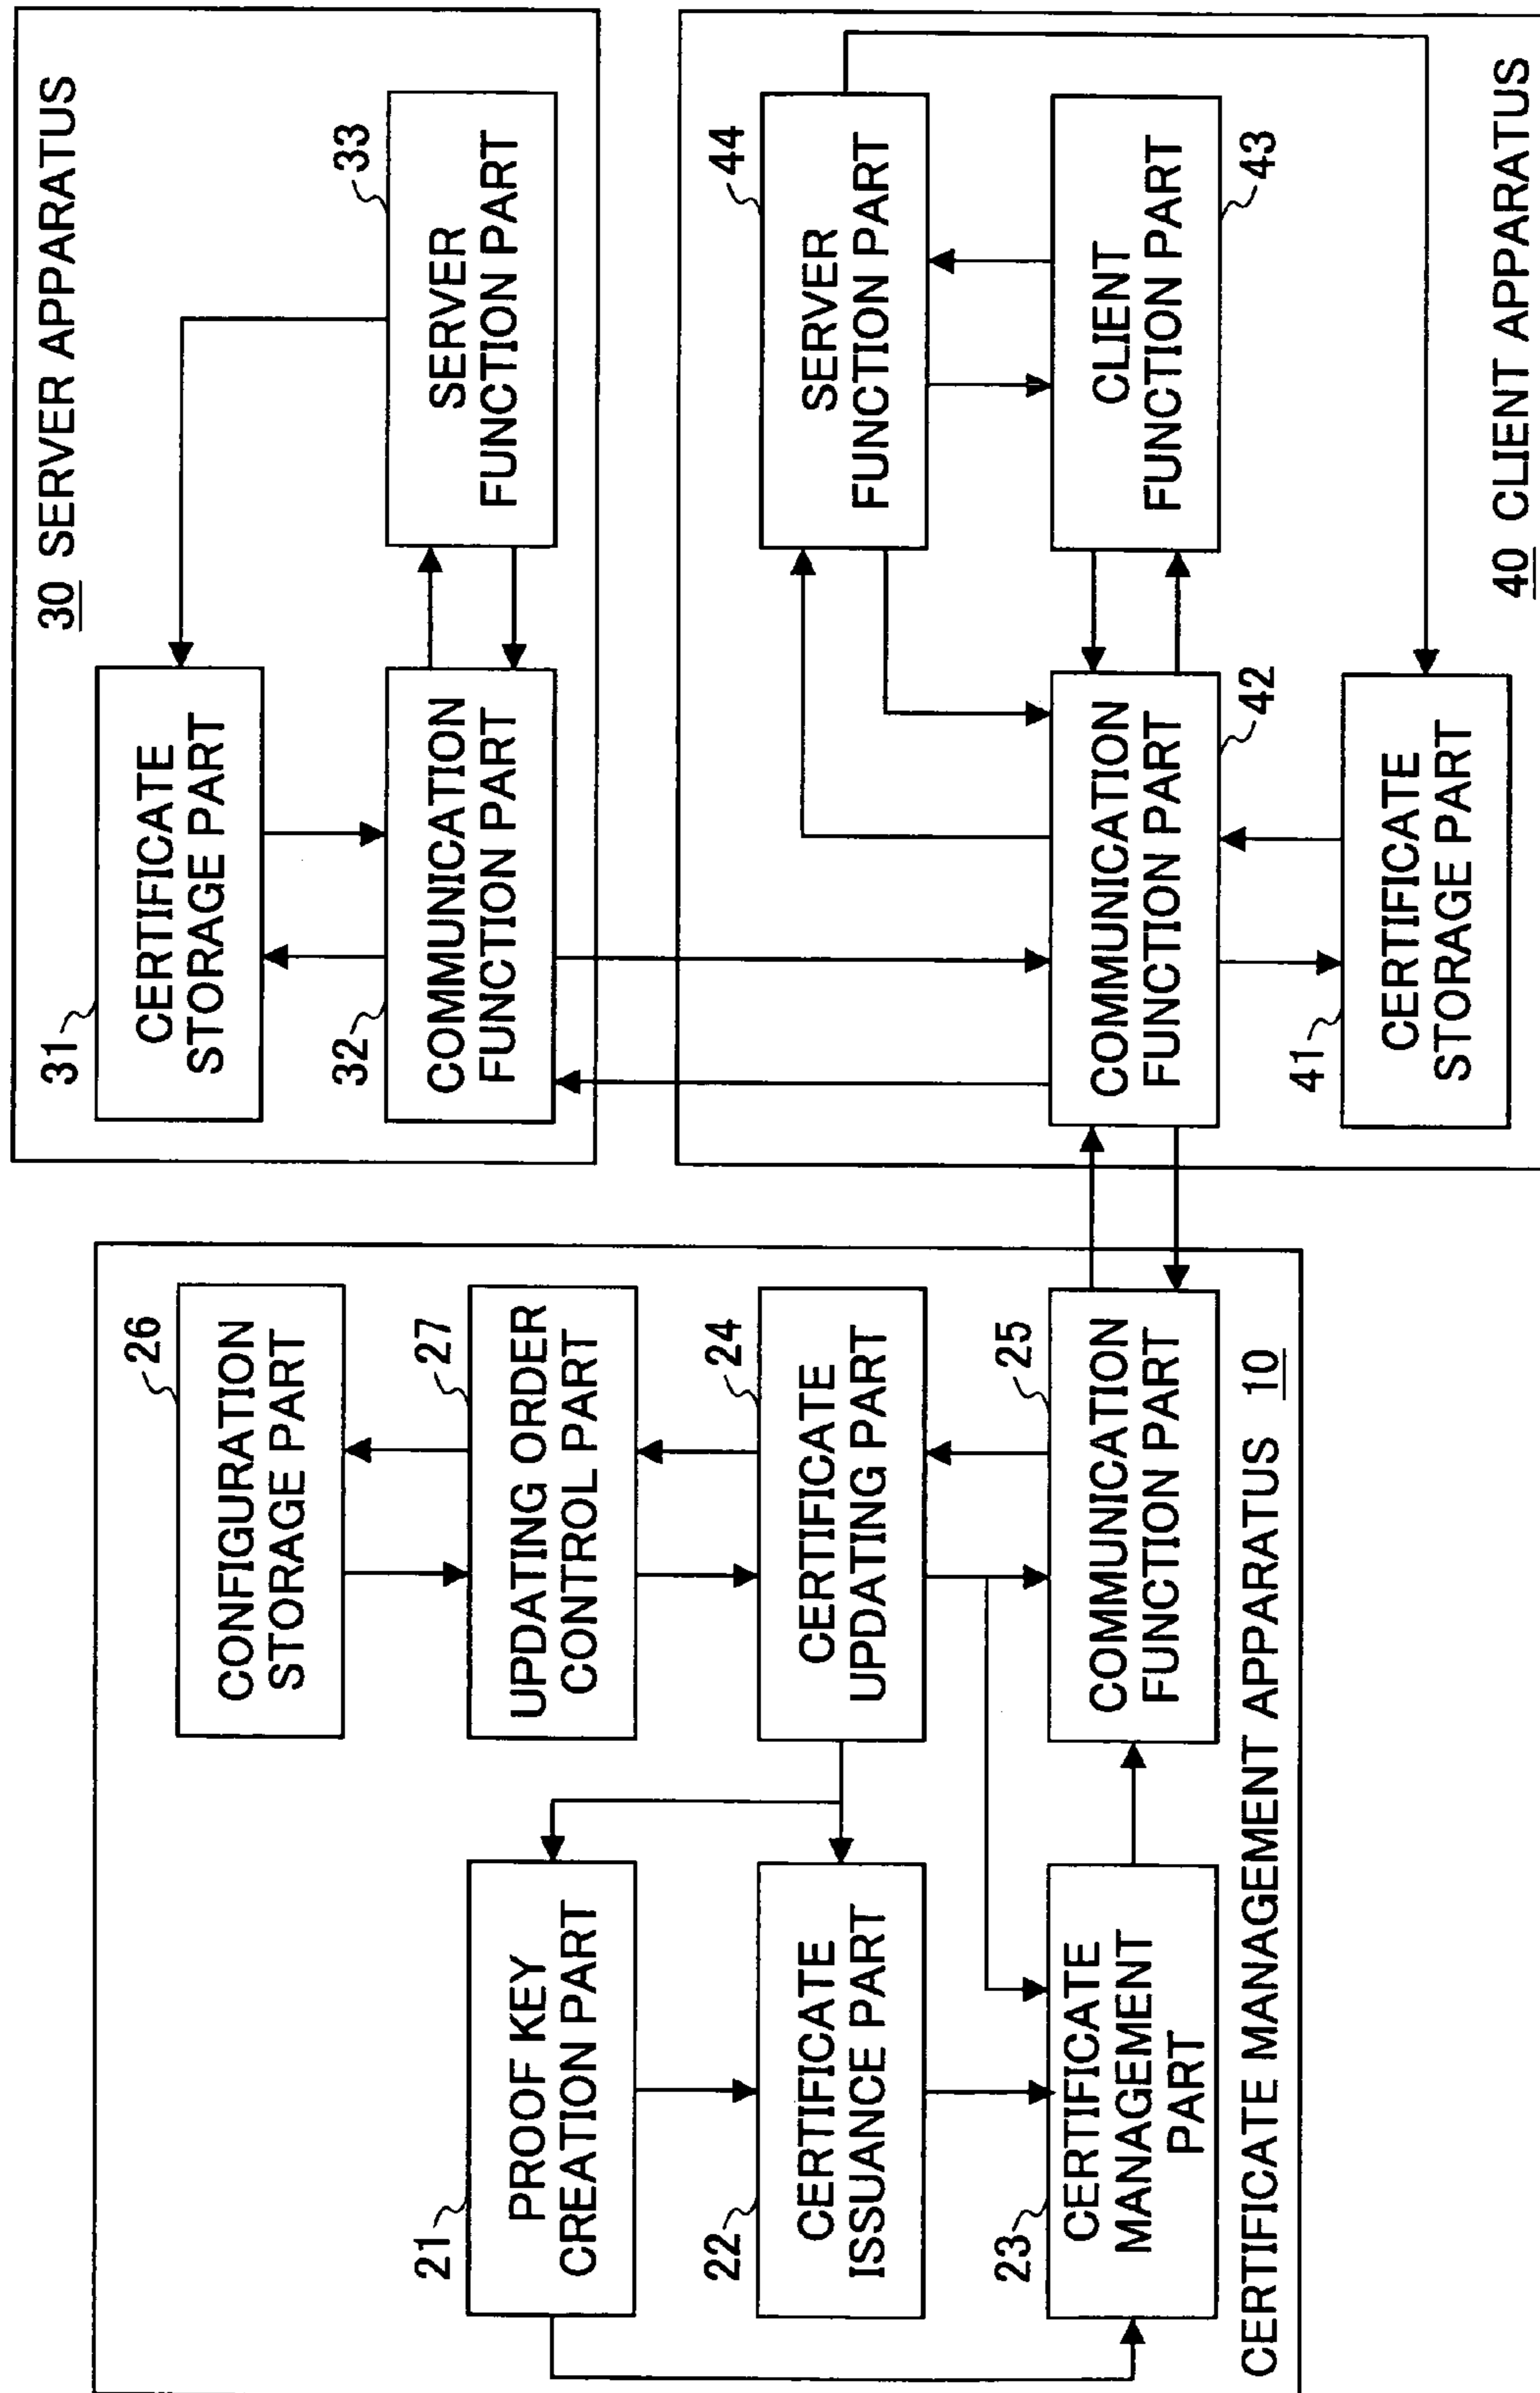 21
PROOF KEY
CREATION PART
22
CERTIFICATE
ISSUANCE PART
23
CERTIFICATE
MANAGEMENT
PART
26
CONFIGURATION
STORAGE PART
27
UPDATING ORDER
CONTROL PART
24
CERTIFICATE
UPDATING PART
25
COMMUNICATION
FUNCTION PART
CERTIFICATE MANAGEMENT APPARATUS 10
30 SERVER APPARATUS
31
CERTIFICATE
STORAGE PART
32
COMMUNICATION
FUNCTION PART
33
SERVER
FUNCTION PART
44
SERVER
FUNCTION PART
CLIENT
FUNCTION PART
43
COMMUNICATION
FUNCTION PART
42
41
CERTIFICATE
STORAGE PART
40 CLIENT APPARATUS